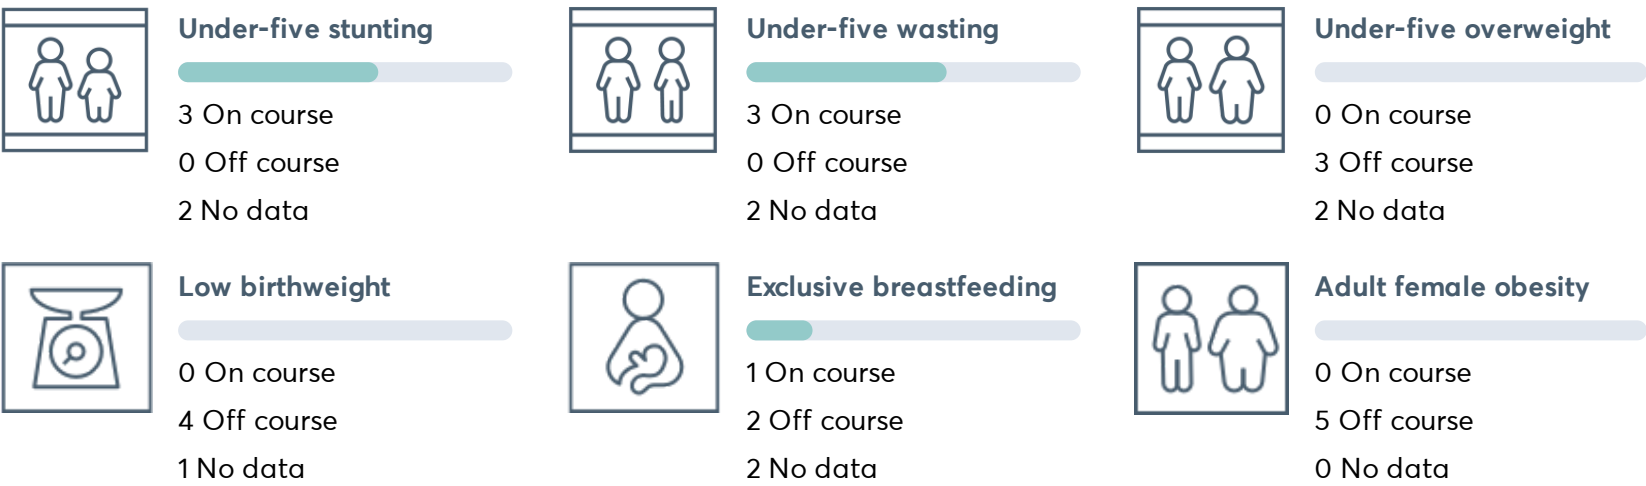 Under-five stunting
3 On course
0 Off course
2 No data
Under-five wasting
3 On course
0 Off course
2 No data
Under-five overweight
0 On course
3 Off course
2 No data
Low birthweight
0 On course
4 Off course
1 No data
Exclusive breastfeeding
1 On course
2 Off course
2 No data
Adult female obesity
0 On course
5 Off course
0 No data